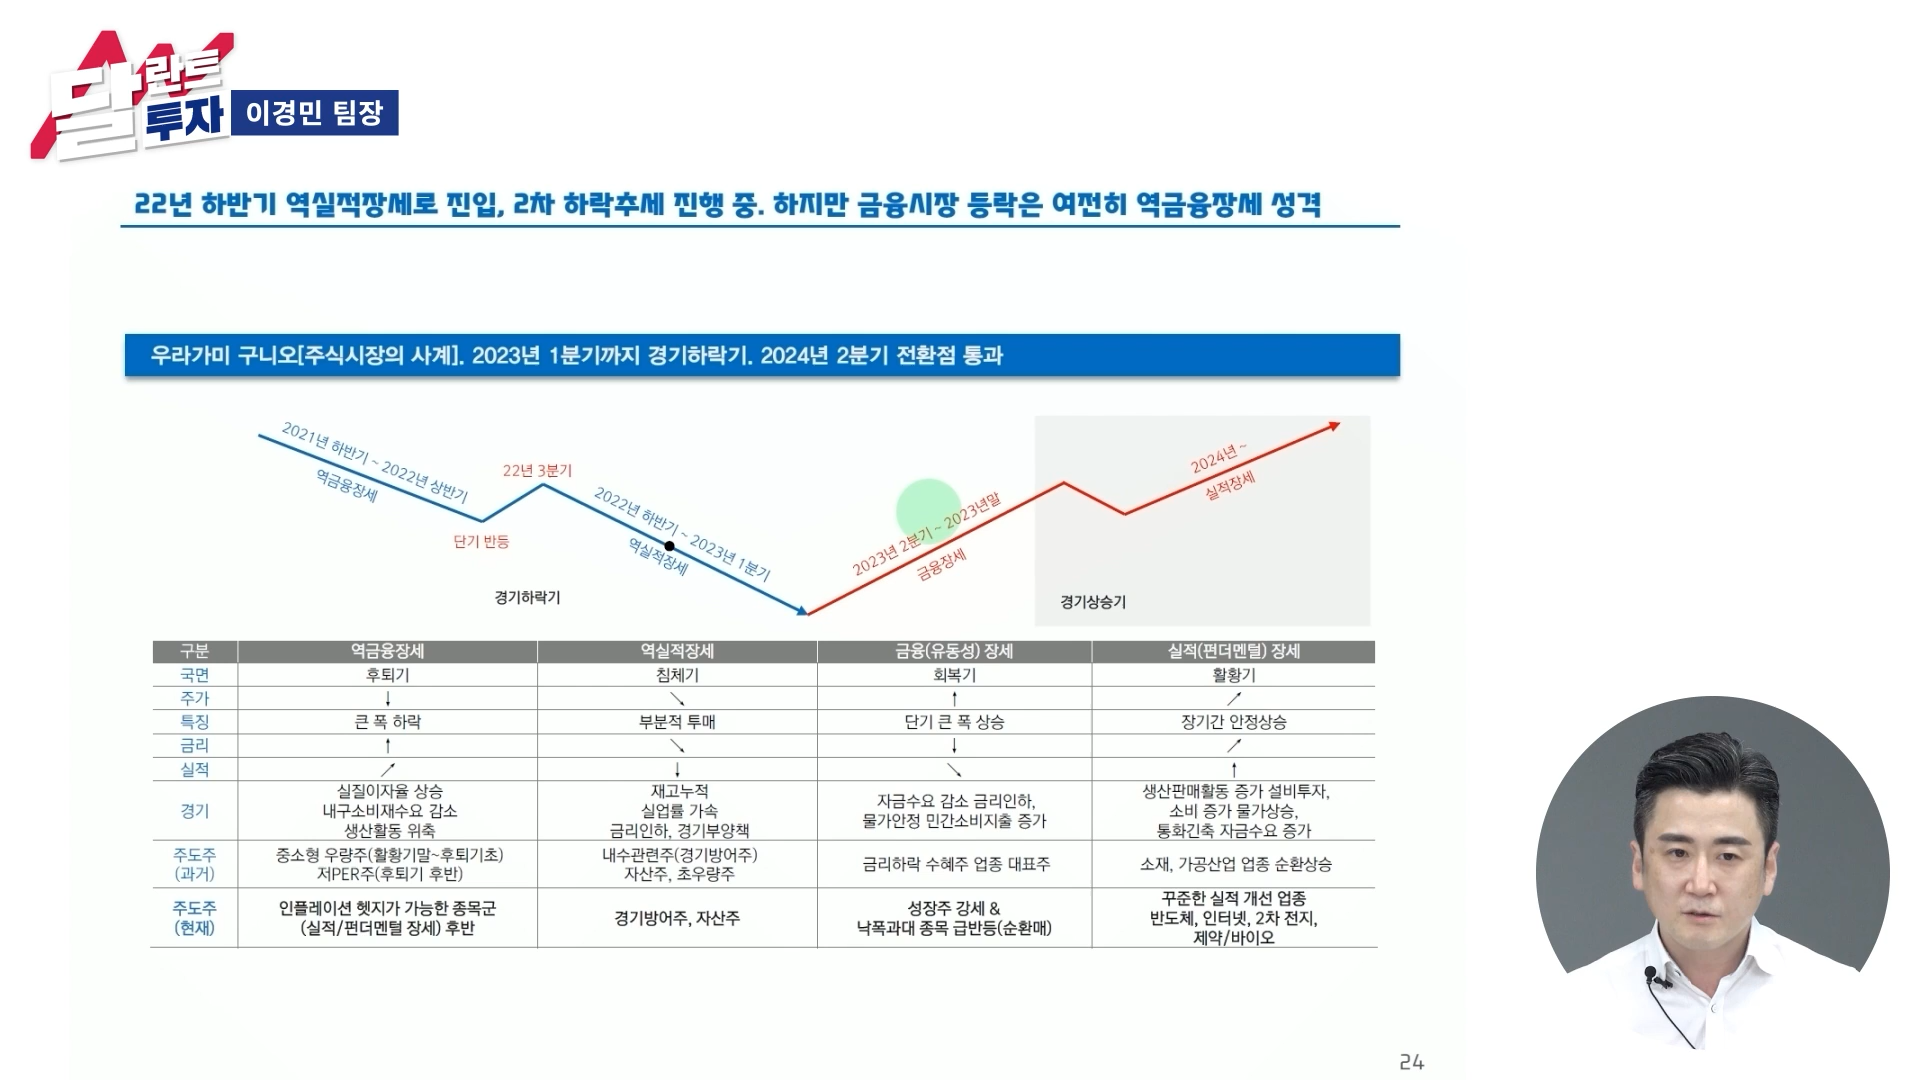 달란트
투자
이경민 팀장
22년 하반기 역실적장세로 진입, 2차 하락추세 진행 중. 하지만 금융시장 등락은 여전히 역금융장세 성격
우라가미 구니오[주식시장의 사계]. 2023년 1분기까지 경기하락기. 2024년 2분기 전환점 통과
2021년 하반기 ~ 2022년 상반기
역금융장세
22년 3분기
단기 반등
2022년 하반기 ~ 2023년 1분기
역실적장세
경기하락기
2023년 2분기 ~ 2023년말
금융장세
2024년 ~
실적장세
경기상승기
구분 역금융장세 역실적장세 금융(유동성) 장세 실적(펀더멘털) 장세
국면 후퇴기 침체기 회복기 활황기
주가 ↓ ↘ ↑ ↗
특징 큰 폭 하락 부분적 투매 단기 큰 폭 상승 장기간 안정상승
금리 ↑ ↘ ↓ ↗
실적 ↗ ↓ ↘ ↑
경기
실질이자율 상승
내구소비재수요 감소
생산활동 위축
재고누적
실업률 가속
금리인하, 경기부양책
자금수요 감소 금리인하,
물가안정 민간소비지출 증가
생산판매활동 증가 설비투자,
소비 증가 물가상승,
통화긴축 자금수요 증가
주도주
(과거)
중소형 우량주(활황기말~후퇴기초)
저PER주(후퇴기 후반)
내수관련주(경기방어주)
자산주, 초우량주
금리하락 수혜주 업종 대표주
소재, 가공산업 업종 순환상승
주도주
(현재)
인플레이션 헷지가 가능한 종목군
(실적/펀더멘털 장세) 후반
경기방어주, 자산주
성장주 강세 &
낙폭과대 종목 급반등(순환매)
꾸준한 실적 개선 업종
반도체, 인터넷, 2차 전지,
제약/바이오
24